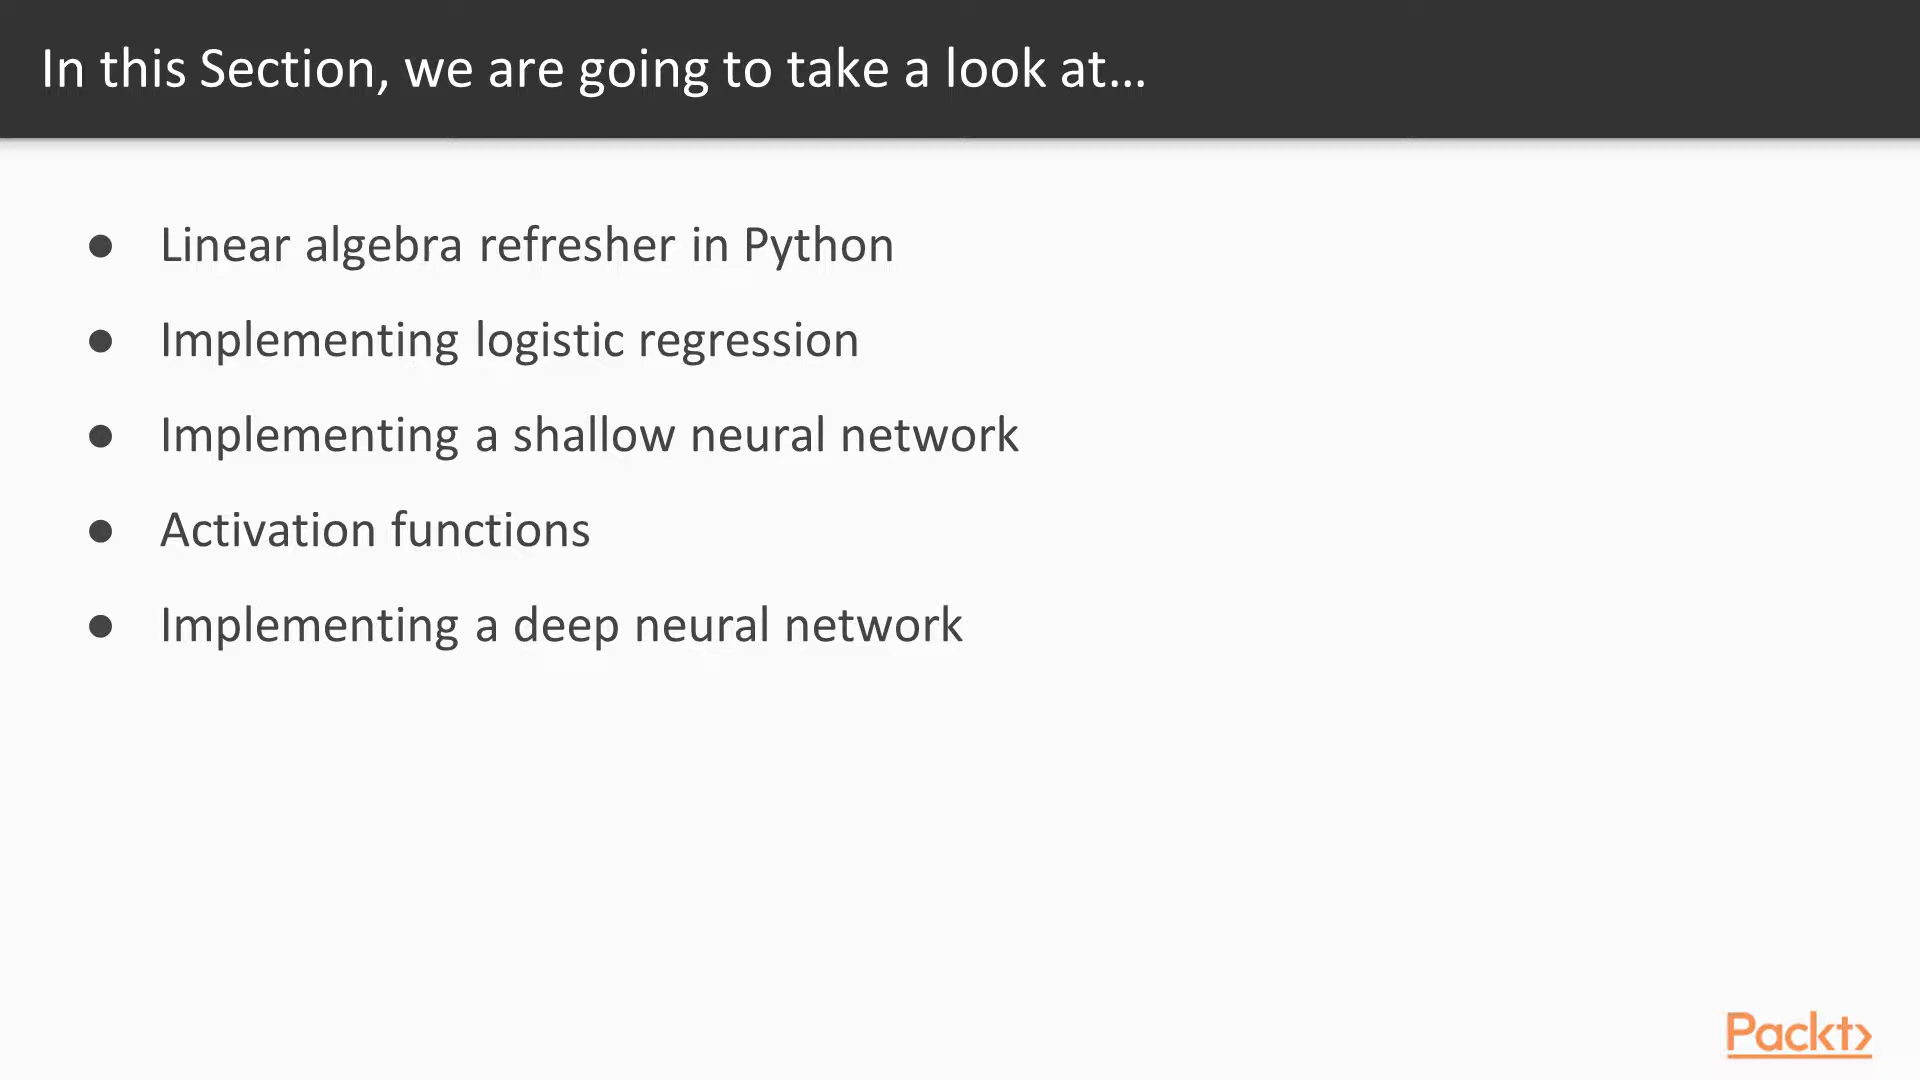 In this Section, we are going to take a look at...
● Linear algebra refresher in Python
● Implementing logistic regression
● Implementing a shallow neural network
● Activation functions
● Implementing a deep neural network
Packt>